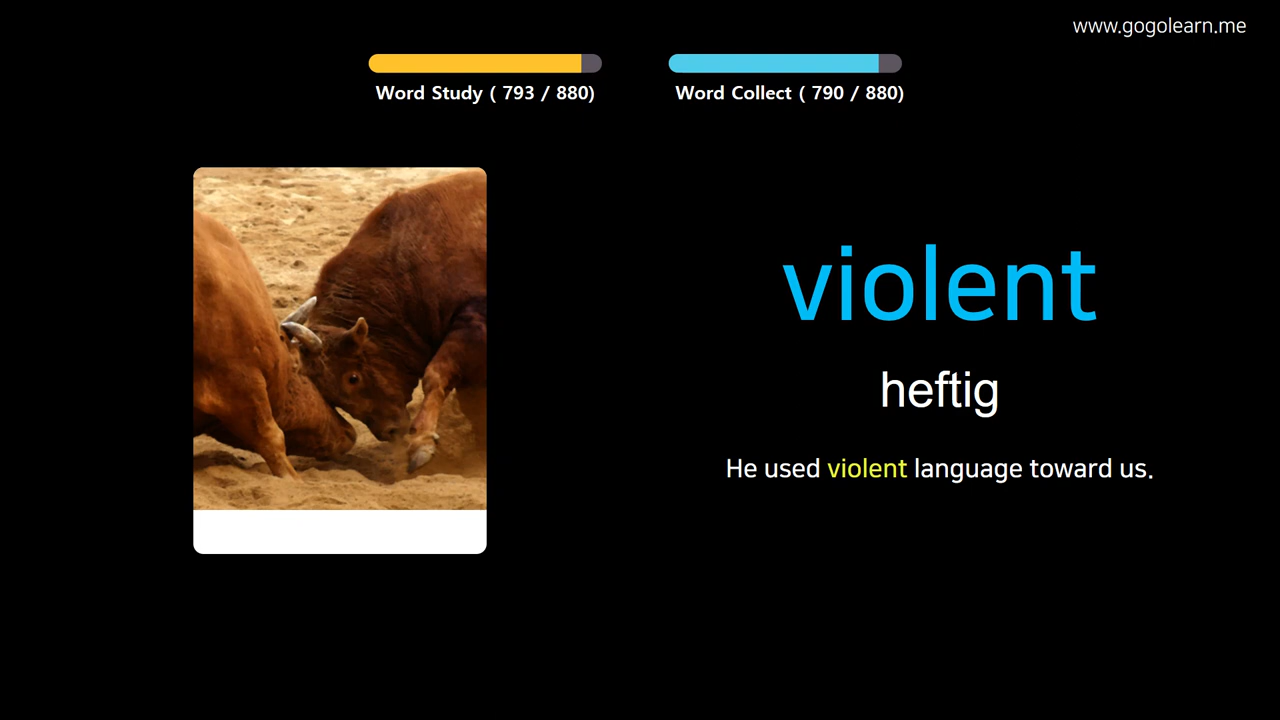 www.gogolearn.me
Word Study ( 793 / 880)
Word Collect ( 790 / 880)
violent
heftig
He used violent language toward us.